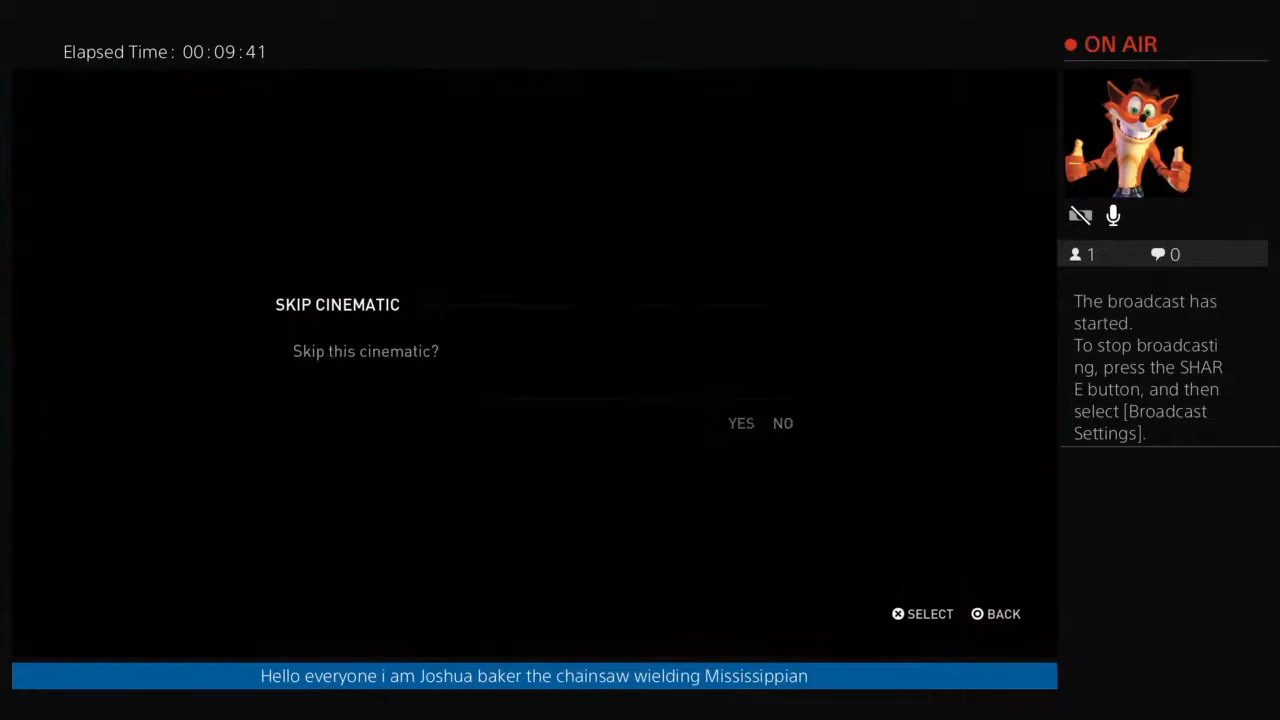 Elapsed Time: 00:09:41
ON AIR
1
0
The broadcast has
started.
To stop broadcasti
ng, press the SHAR
E button, and then
select [Broadcast
Settings].
SKIP CINEMATIC
Skip this cinematic?
YES NO
SELECT BACK
Hello everyone i am Joshua baker the chainsaw wielding Mississippian